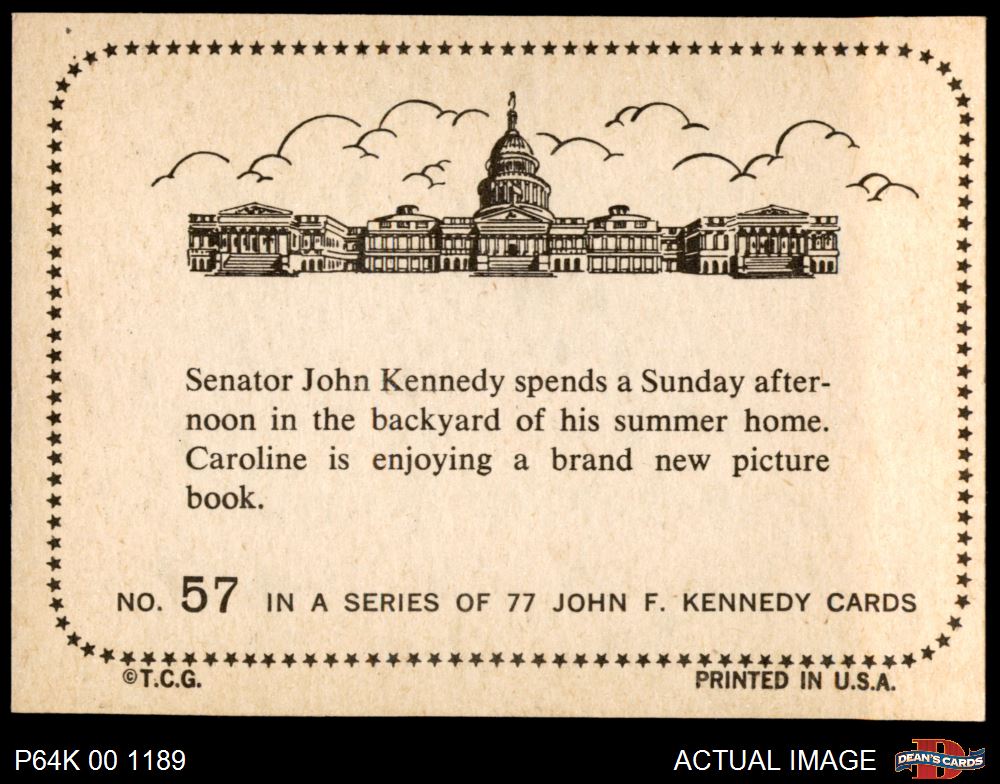 Senator John Kennedy spends a Sunday after-
noon in the backyard of his summer home.
Caroline is enjoying a brand new picture
book.
NO. 57 IN A SERIES OF 77 JOHN F. KENNEDY CARDS
©T.C.G. PRINTED IN U.S.A.
P64K 00 1189 ACTUAL IMAGE D DEAN'S CARDS